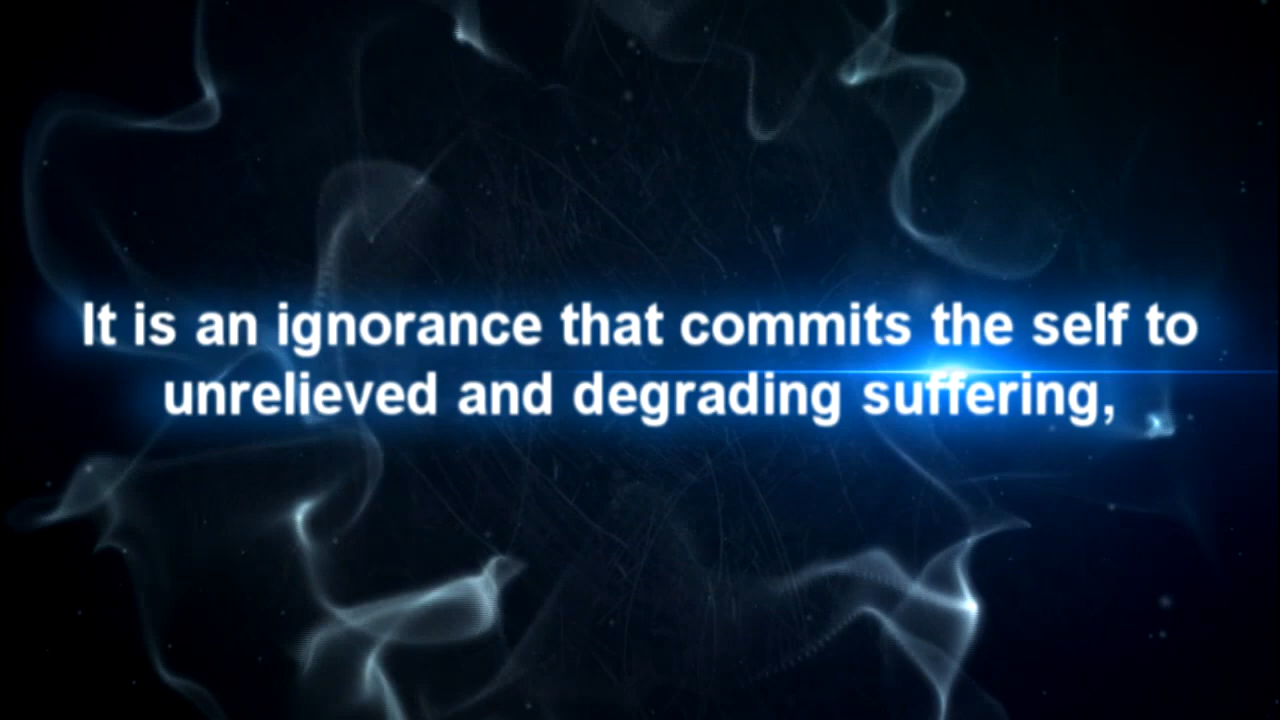 It is an ignorance that commits the self to
unrelieved and degrading suffering,